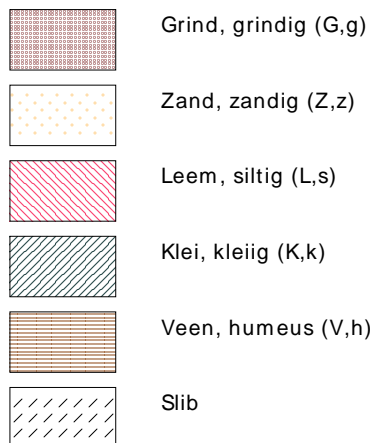 Grind, grindig (G,g)
Zand, zandig (Z,z)
Leem, siltig (L,s)
Klei, kleiig (K,k)
Veen, humeus (V,h)
Slib